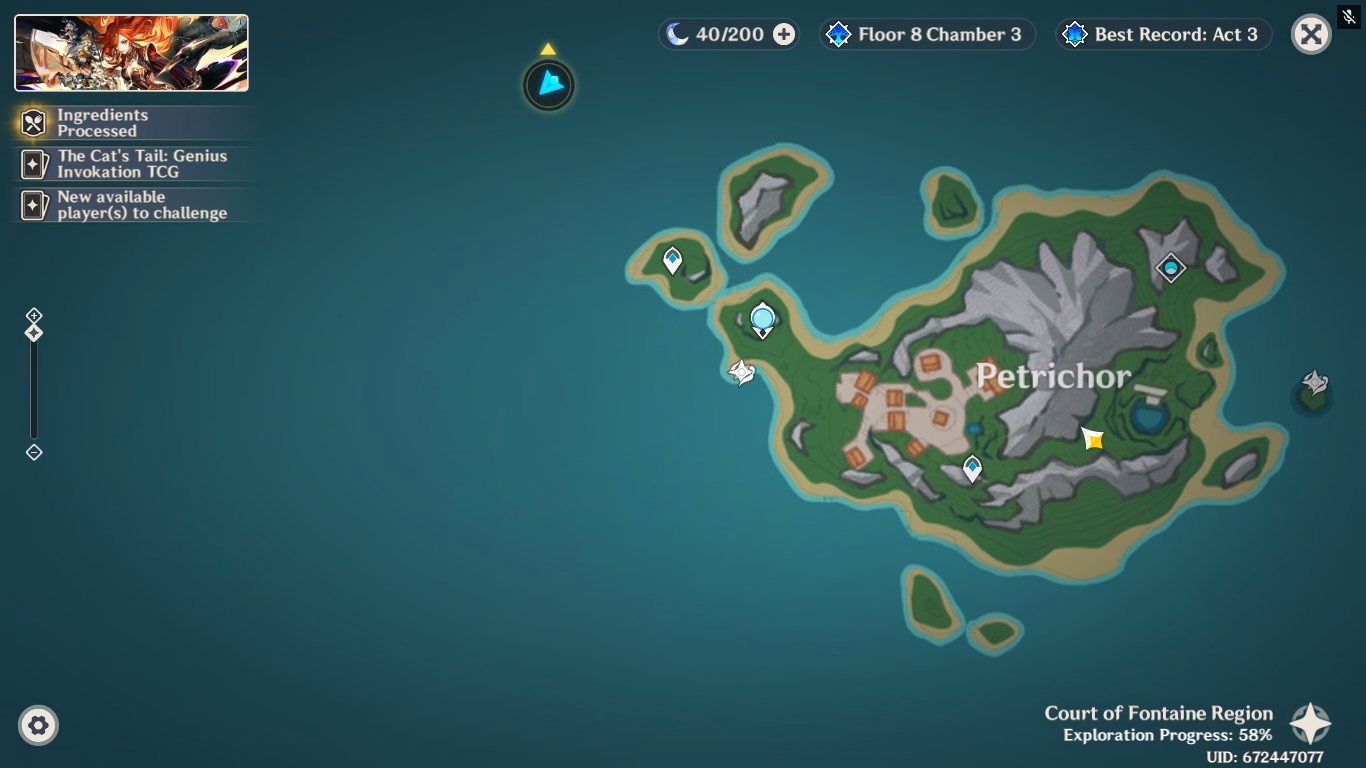 40/200
Floor 8 Chamber 3
Best Record: Act 3
Ingredients
Processed
The Cat's Tail: Genius
Invokation TCG
New available
player(s) to challenge
Petrichor
Court of Fontaine Region
Exploration Progress: 58%
UID: 672447077